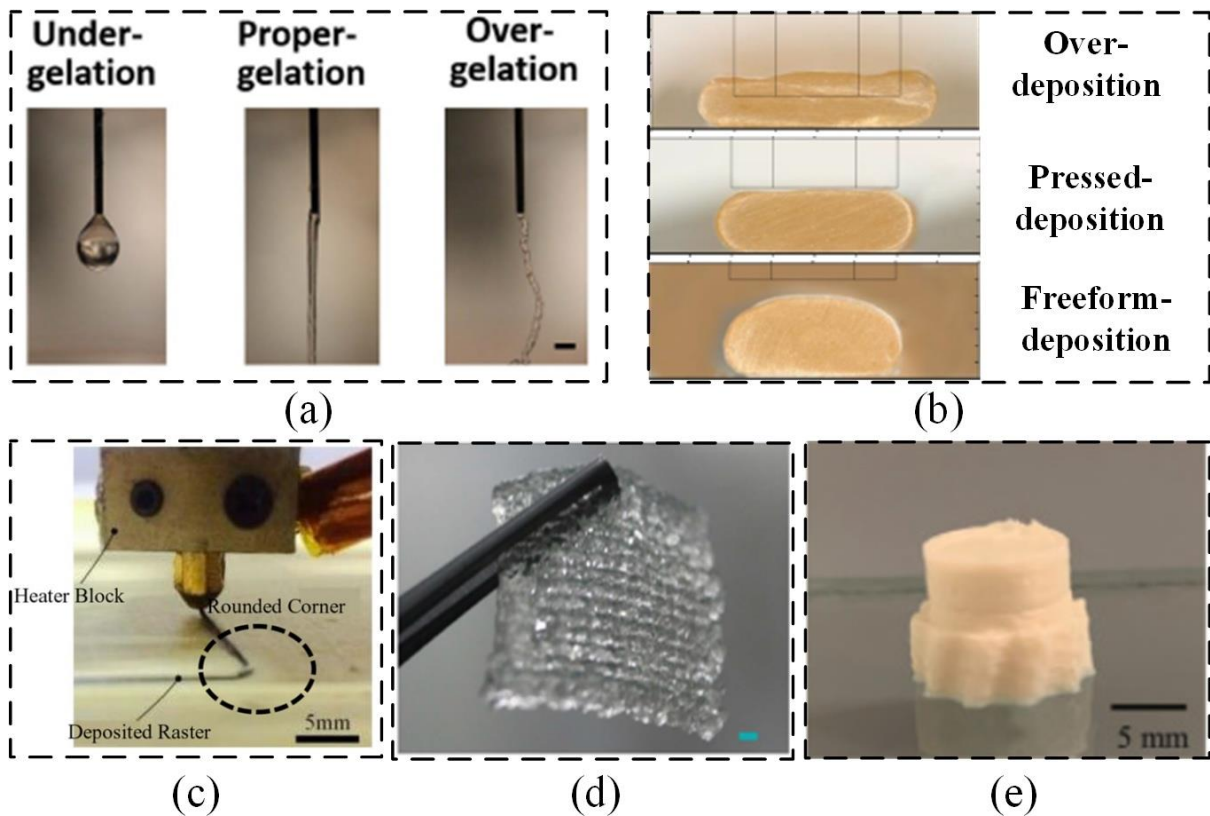 Under-
gelation
Proper-
gelation
Over-
gelation
Over-
deposition
Pressed-
deposition
Freeform-
deposition
(a)
(b)
Heater Block
Rounded Corner
Deposited Raster
5mm
5 mm
(c)
(d)
(e)